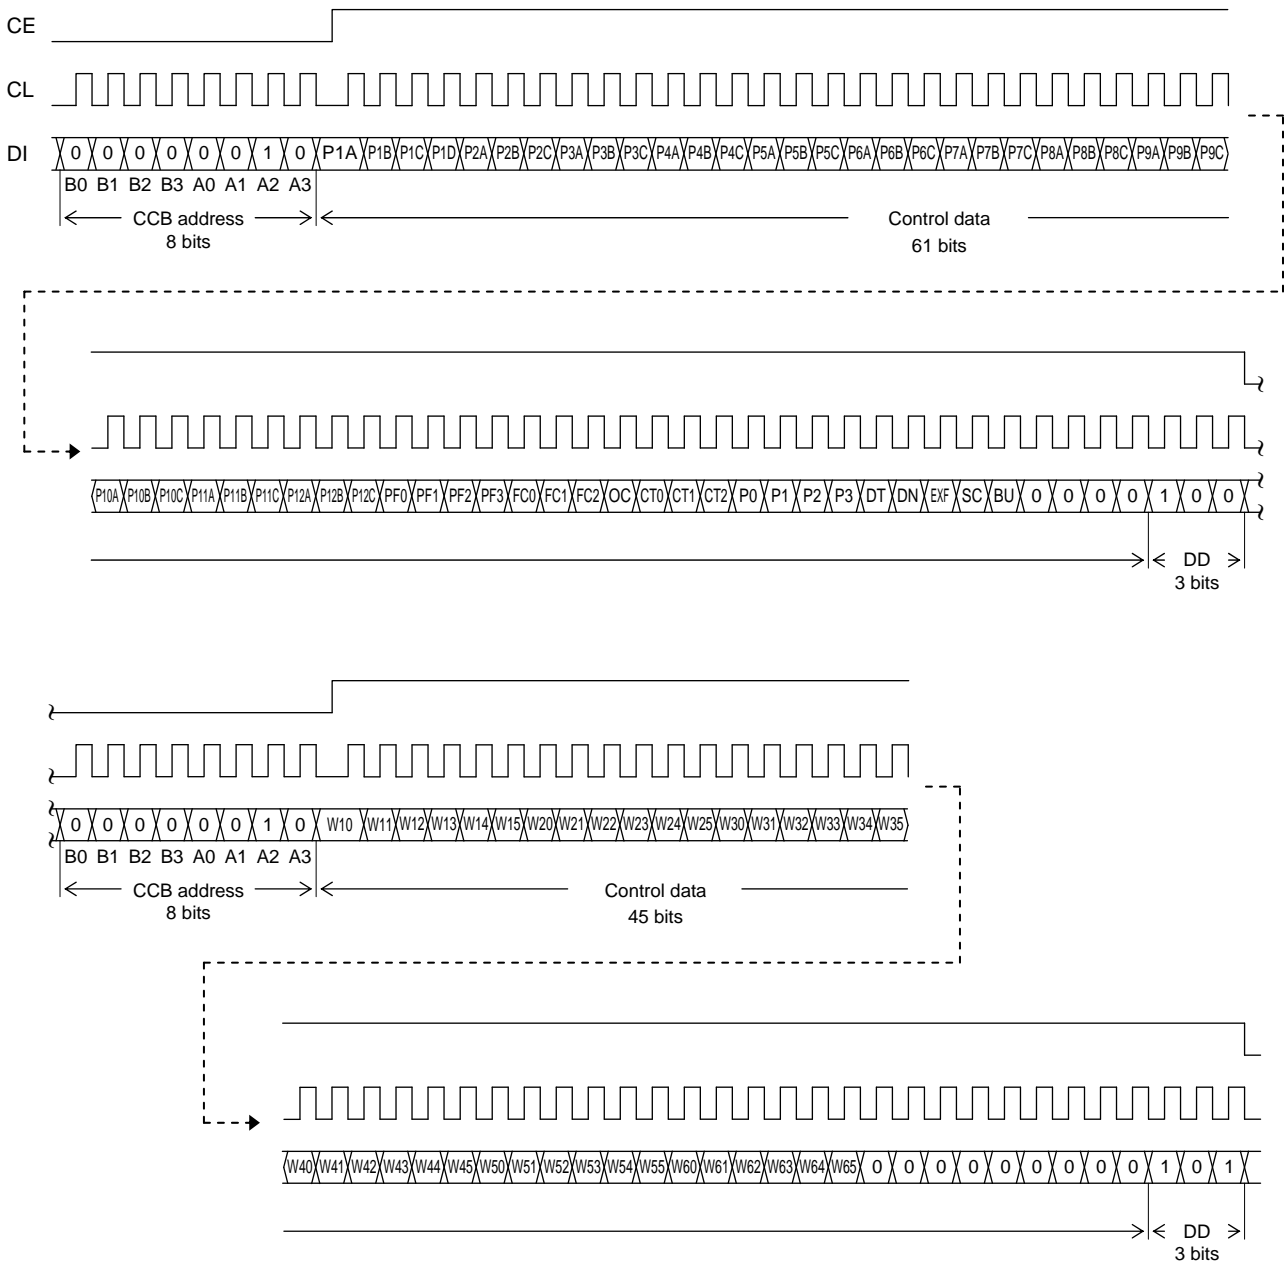 CE
CL
DI 0 0 0 0 0 0 1 0 P1A P1B P1C P1D P2A P2B P2C P3A P3B P3C P4A P4B P4C P5A P5B P5C P6A P6B P6C P7A P7B P7C P8A P8B P8C P9A P9B P9C
B0 B1 B2 B3 A0 A1 A2 A3
CCB address
8 bits
Control data
61 bits
P10A P10B P10C P11A P11B P11C P12A P12B P12C PF0 PF1 PF2 PF3 FC0 FC1 FC2 OC CT0 CT1 CT2 P0 P1 P2 P3 DT DN EXF SC BU 0 0 0 0 1 0 0
DD
3 bits
0 0 0 0 0 0 1 0 W10 W11 W12 W13 W14 W15 W20 W21 W22 W23 W24 W25 W30 W31 W32 W33 W34 W35
B0 B1 B2 B3 A0 A1 A2 A3
CCB address
8 bits
Control data
45 bits
W40 W41 W42 W43 W44 W45 W50 W51 W52 W53 W54 W55 W60 W61 W62 W63 W64 W65 0 0 0 0 0 0 0 0 0 1 0 1
DD
3 bits